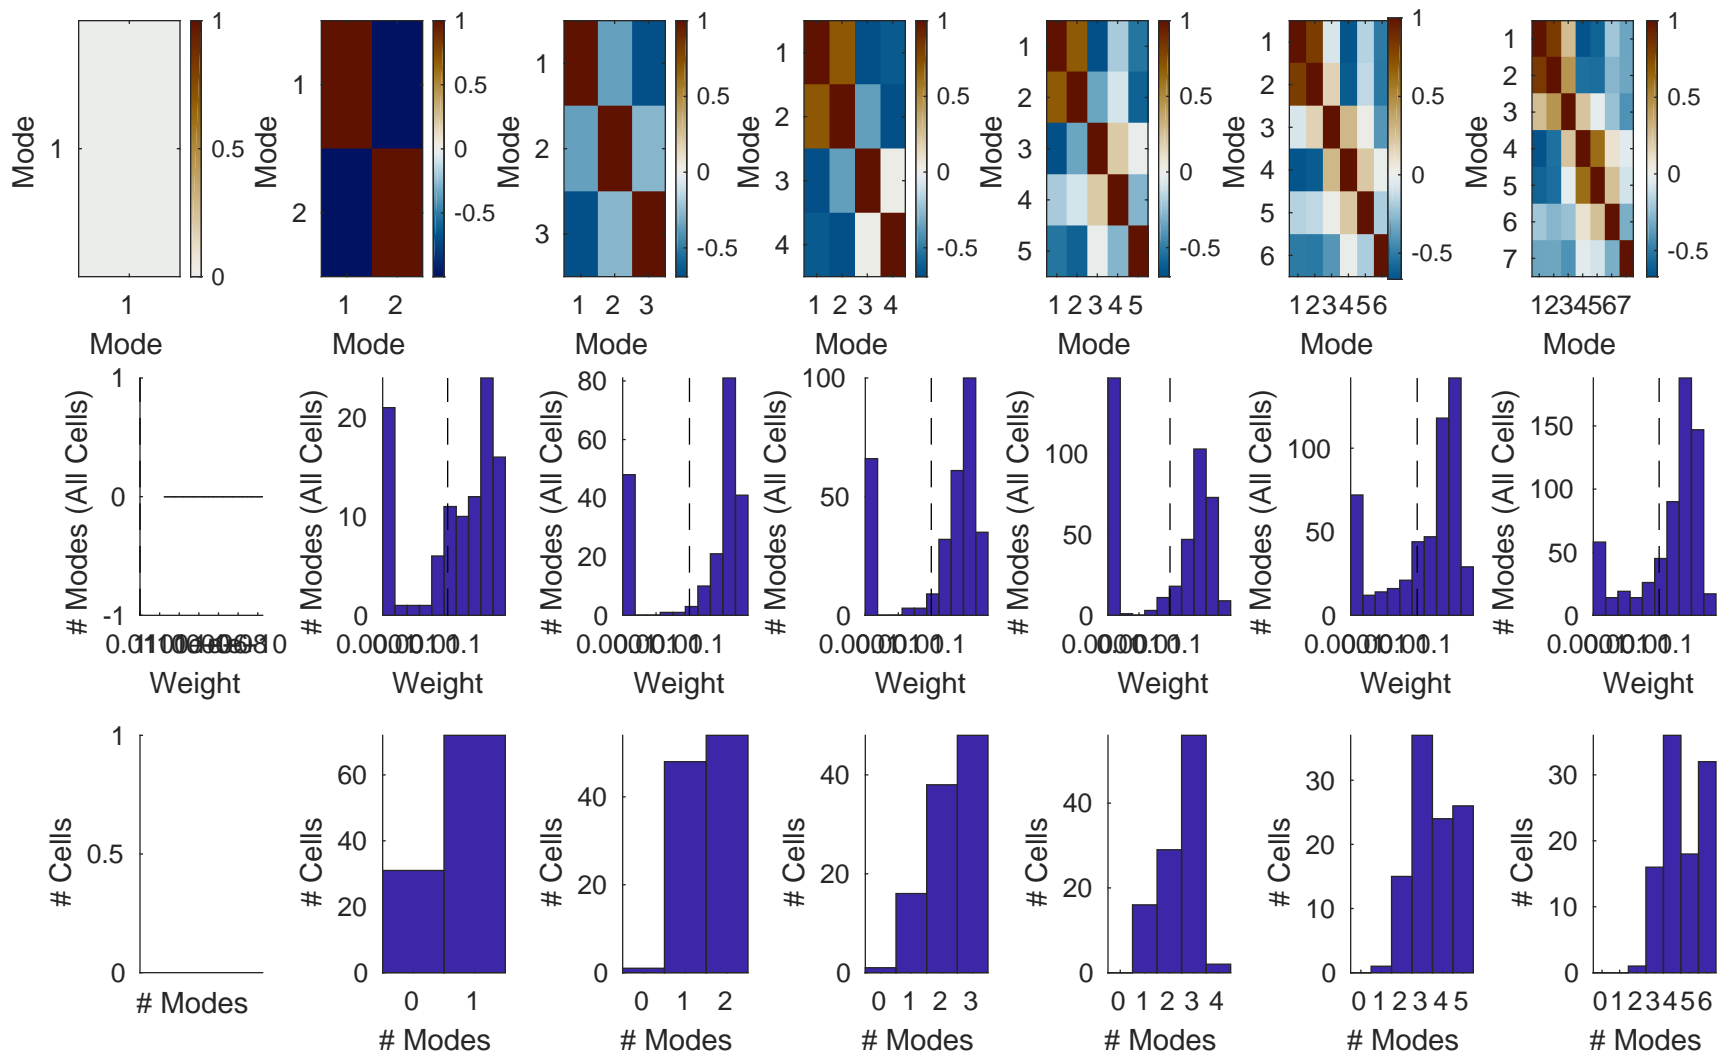 Mode
1
1
Mode
1
0.5
0
Mode
1
2
1 2
Mode
1
0.5
0
-0.5
Mode
1
2
3
1 2 3
Mode
1
0.5
0
-0.5
Mode
1
2
3
4
1 2 3 4
Mode
1
0.5
0
-0.5
Mode
1
2
3
4
5
1 2 3 4 5
Mode
1
0.5
0
-0.5
Mode
1
2
3
4
5
6
1 2 3 4 5 6
Mode
1
0.5
0
-0.5
Mode
1
2
3
4
5
6
7
1 2 3 4 5 6 7
Mode
1
0.5
0
-0.5
# Modes (All Cells)
1
0
-1
Weight
# Modes (All Cells)
20
10
0
Weight
# Modes (All Cells)
80
60
40
20
0
Weight
# Modes (All Cells)
100
50
0
Weight
# Modes (All Cells)
100
50
0
Weight
# Modes (All Cells)
100
50
0
Weight
# Modes (All Cells)
150
100
50
0
Weight
# Cells
1
0.5
0
# Modes
# Cells
60
40
20
0
0 1
# Modes
# Cells
40
20
0
0 1 2
# Modes
# Cells
40
20
0
0 1 2 3
# Modes
# Cells
40
20
0
0 1 2 3 4
# Modes
# Cells
30
20
10
0
0 1 2 3 4 5
# Modes
# Cells
30
20
10
0
0 1 2 3 4 5 6
# Modes